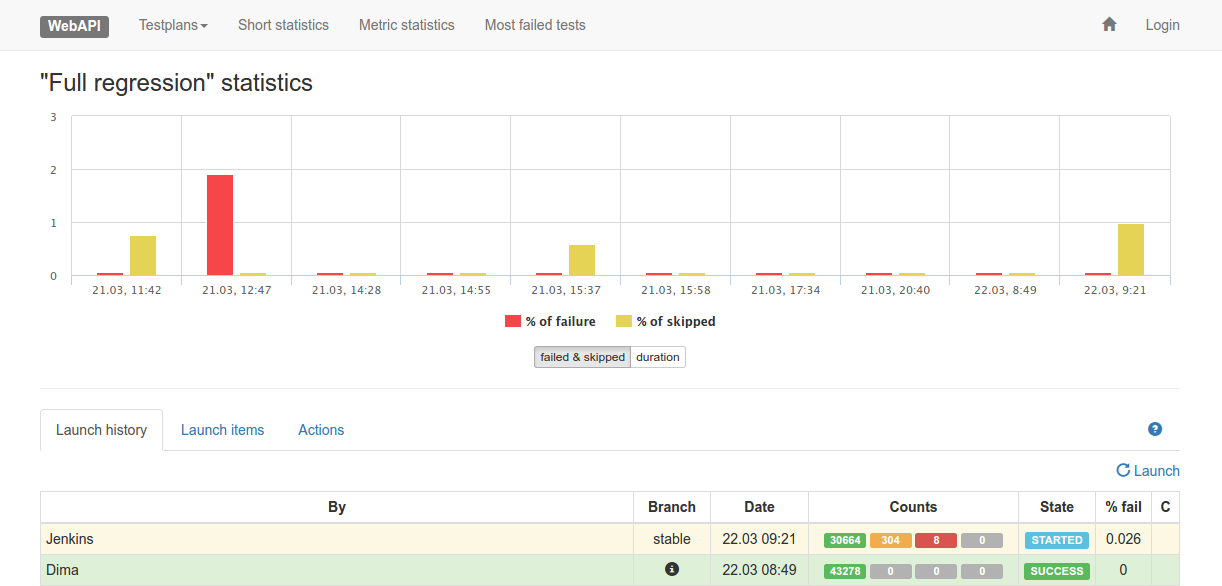 WebAPI Testplans Short statistics Metric statistics Most failed tests Login
"Full regression" statistics
3
2
1
0
21.03, 11:42 21.03, 12:47 21.03, 14:28 21.03, 14:55 21.03, 15:37 21.03, 15:58 21.03, 17:34 21.03, 20:40 22.03, 8:49 22.03, 9:21
% of failure % of skipped
failed & skipped duration
Launch history Launch items Actions ?
Launch
By Branch Date Counts State % fail C
Jenkins stable 22.03 09:21 30664 304 8 0 STARTED 0.026
Dima 22.03 08:49 43278 0 0 0 SUCCESS 0